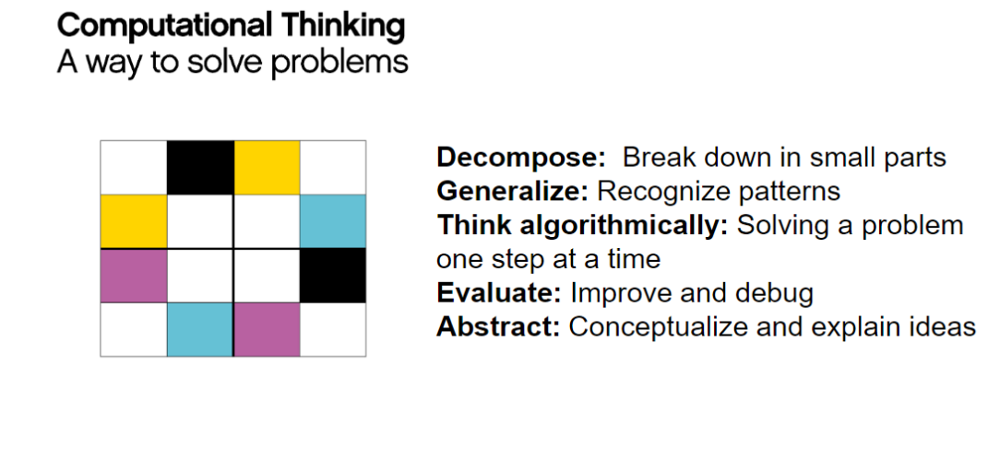 Computational Thinking
A way to solve problems
Decompose:  Break down in small parts
Generalize: Recognize patterns
Think algorithmically: Solving a problem
one step at a time
Evaluate: Improve and debug
Abstract: Conceptualize and explain ideas